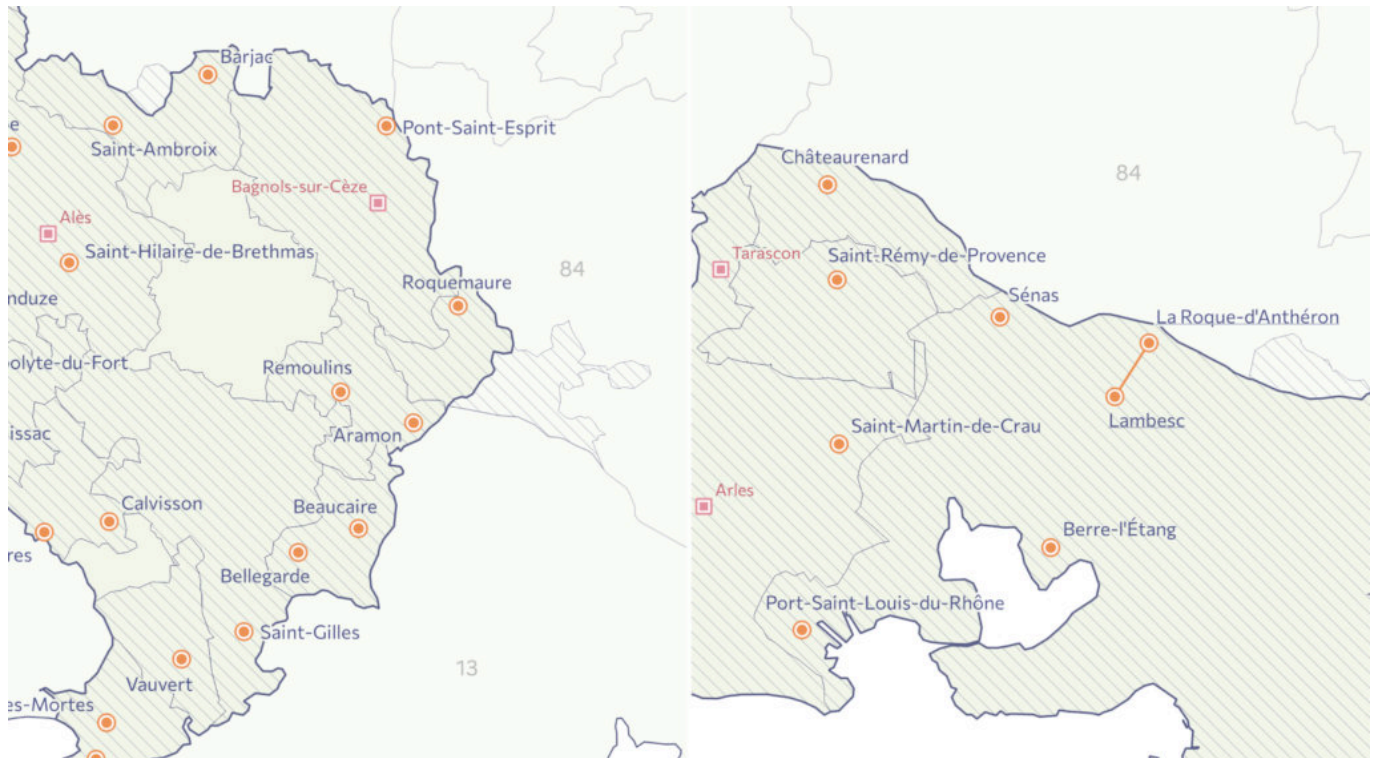 Barjac
Pont-Saint-Esprit
Saint-Ambroix
Bagnols-sur-Cèze
Alès
Saint-Hilaire-de-Brethmas
84
Roquemaure
nduze
olyte-du-Fort
Remoulins
Aramon
issac
Calvisson
Beaucaire
res
Bellegarde
Saint-Gilles
13
Vauvert
es-Mortes
Châteaurenard
84
Tarascon
Saint-Rémy-de-Provence
Sénas
La Roque-d'Anthéron
Saint-Martin-de-Crau
Lambesc
Arles
Berre-l'Étang
Port-Saint-Louis-du-Rhône